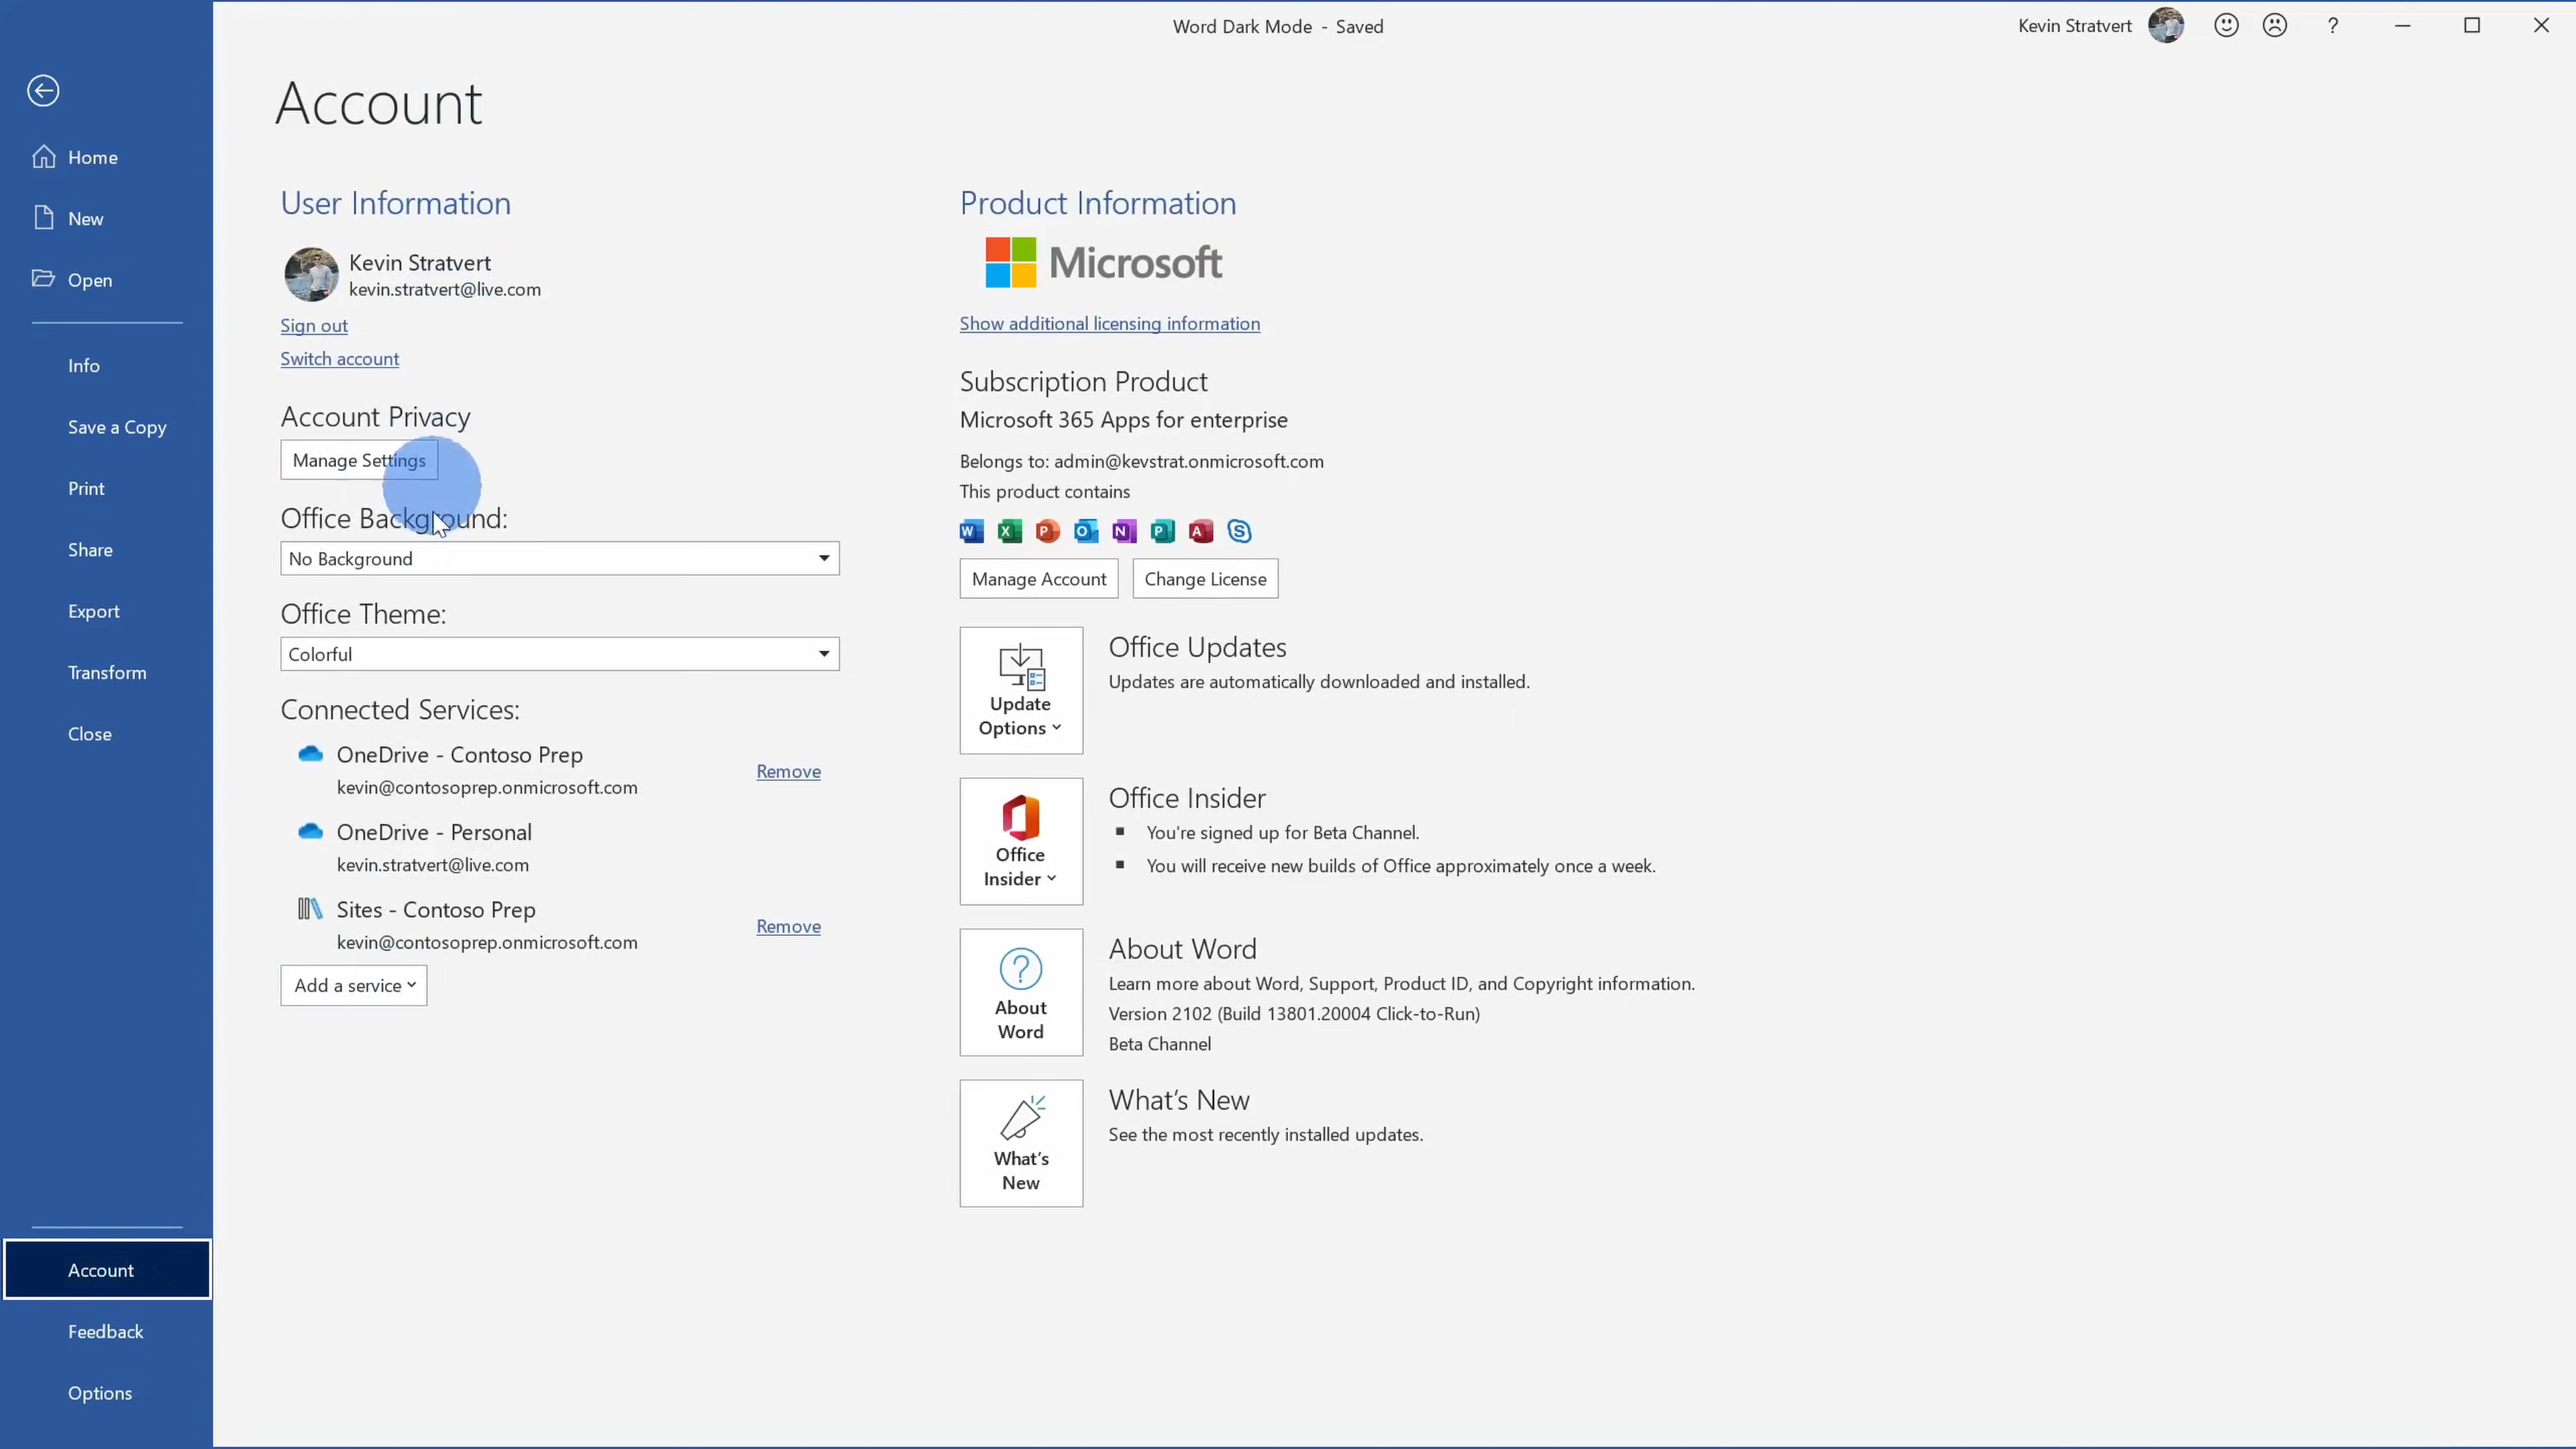 Word Dark Mode - Saved
Kevin Stratvert
?
Home
New
Open
Info
Save a Copy
Print
Share
Export
Transform
Close
Account
Feedback
Options
Account
User Information
Kevin Stratvert
kevin.stratvert@live.com
Sign out
Switch account
Account Privacy
Manage Settings
Office Background:
No Background
Office Theme:
Colorful
Connected Services:
OneDrive - Contoso Prep
kevin@contosoprep.onmicrosoft.com
Remove
OneDrive - Personal
kevin.stratvert@live.com
Sites - Contoso Prep
kevin@contosoprep.onmicrosoft.com
Remove
Add a service
Product Information
Microsoft
Show additional licensing information
Subscription Product
Microsoft 365 Apps for enterprise
Belongs to: admin@kevstrat.onmicrosoft.com
This product contains
W X P O N P A S
Manage Account
Change License
Update
Options
Office Updates
Updates are automatically downloaded and installed.
Office
Insider
Office Insider
You're signed up for Beta Channel.
You will receive new builds of Office approximately once a week.
?
About
Word
About Word
Learn more about Word, Support, Product ID, and Copyright information.
Version 2102 (Build 13801.20004 Click-to-Run)
Beta Channel
What's
New
What's New
See the most recently installed updates.